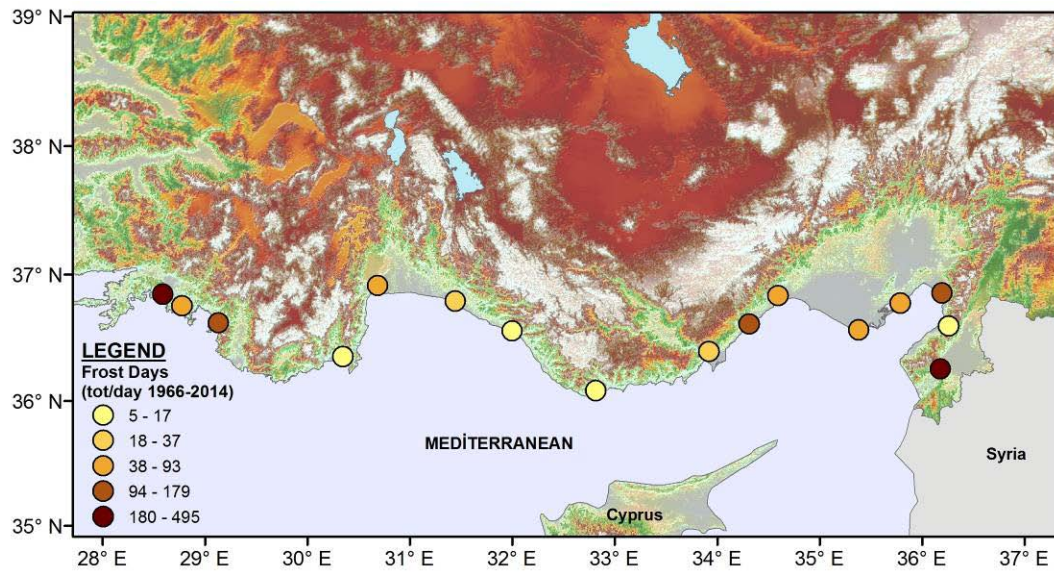 39° N
38° N
37° N
36° N
35° N
LEGEND
Frost Days
(tot/day 1966-2014)
5 - 17
18 - 37
38 - 93
94 - 179
180 - 495
MEDİTERRANEAN
Cyprus
Syria
28° E 29° E 30° E 31° E 32° E 33° E 34° E 35° E 36° E 37° E